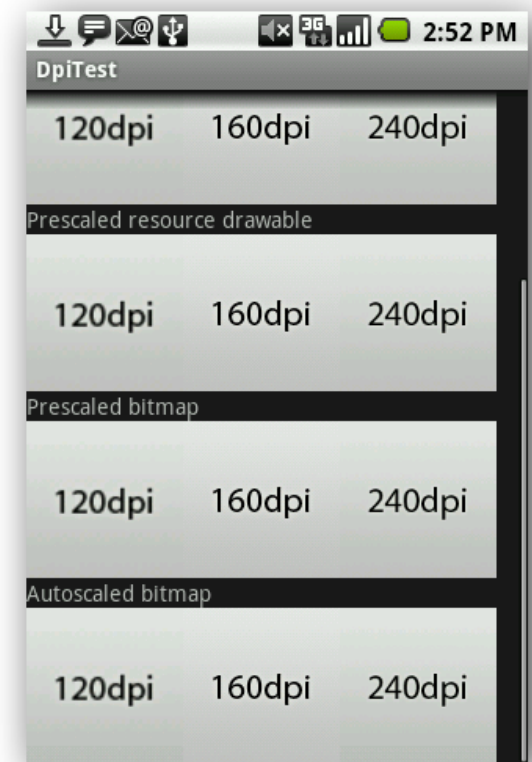 3G 2:52 PM
DpiTest
120dpi 160dpi 240dpi
Prescaled resource drawable
120dpi 160dpi 240dpi
Prescaled bitmap
120dpi 160dpi 240dpi
Autoscaled bitmap
120dpi 160dpi 240dpi